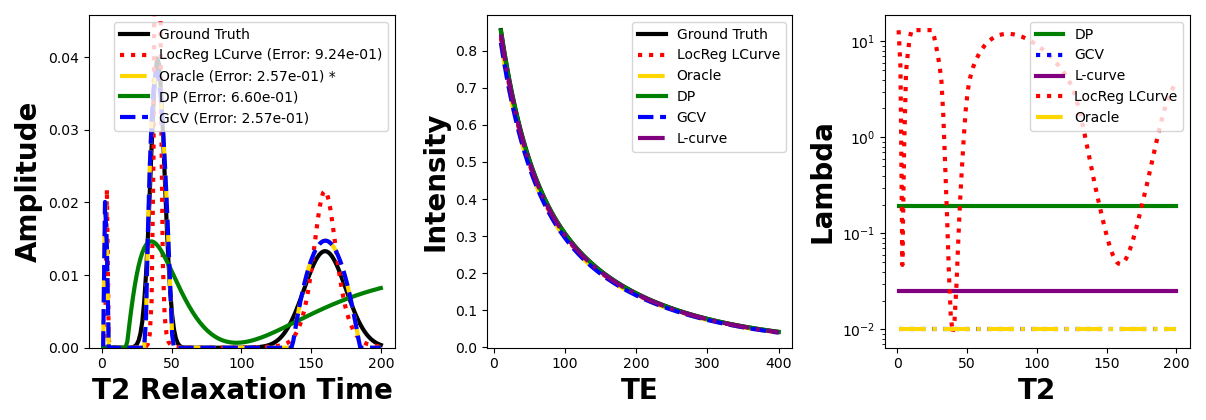 Amplitude
0.04
0.03
0.02
0.01
0.00
0
50
100
150
200
T2 Relaxation Time
Ground Truth
LocReg LCurve (Error: 9.24e-01)
Oracle (Error: 2.57e-01) *
DP (Error: 6.60e-01)
GCV (Error: 2.57e-01)
Intensity
0.8
0.7
0.6
0.5
0.4
0.3
0.2
0.1
0.0
0
100
200
300
400
TE
Ground Truth
LocReg LCurve
Oracle
DP
GCV
L-curve
Lambda
10¹
10⁰
10⁻¹
10⁻²
0
50
100
150
200
T2
DP
GCV
L-curve
LocReg LCurve
Oracle